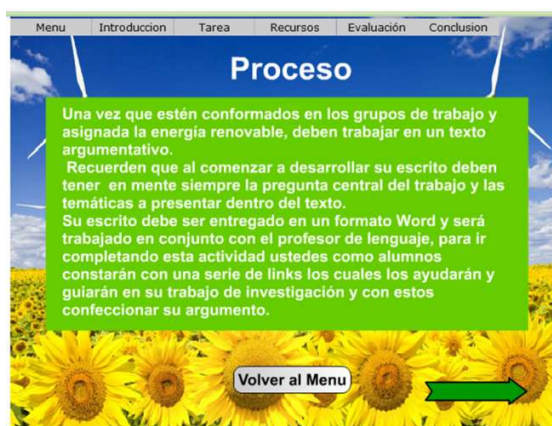 Menu Introduccion Tarea Recursos Evaluación Conclusion
Proceso
Una vez que estén conformados en los grupos de trabajo y
asignada la energía renovable, deben trabajar en un texto
argumentativo.
Recuerden que al comenzar a desarrollar su escrito deben
tener en mente siempre la pregunta central del trabajo y las
temáticas a presentar dentro del texto.
Su escrito debe ser entregado en un formato Word y será
trabajado en conjunto con el profesor de lenguaje, para ir
completando esta actividad ustedes como alumnos
constarán con una serie de links los cuales los ayudarán y
guiarán en su trabajo de investigación y con estos
confeccionar su argumento.
Volver al Menu